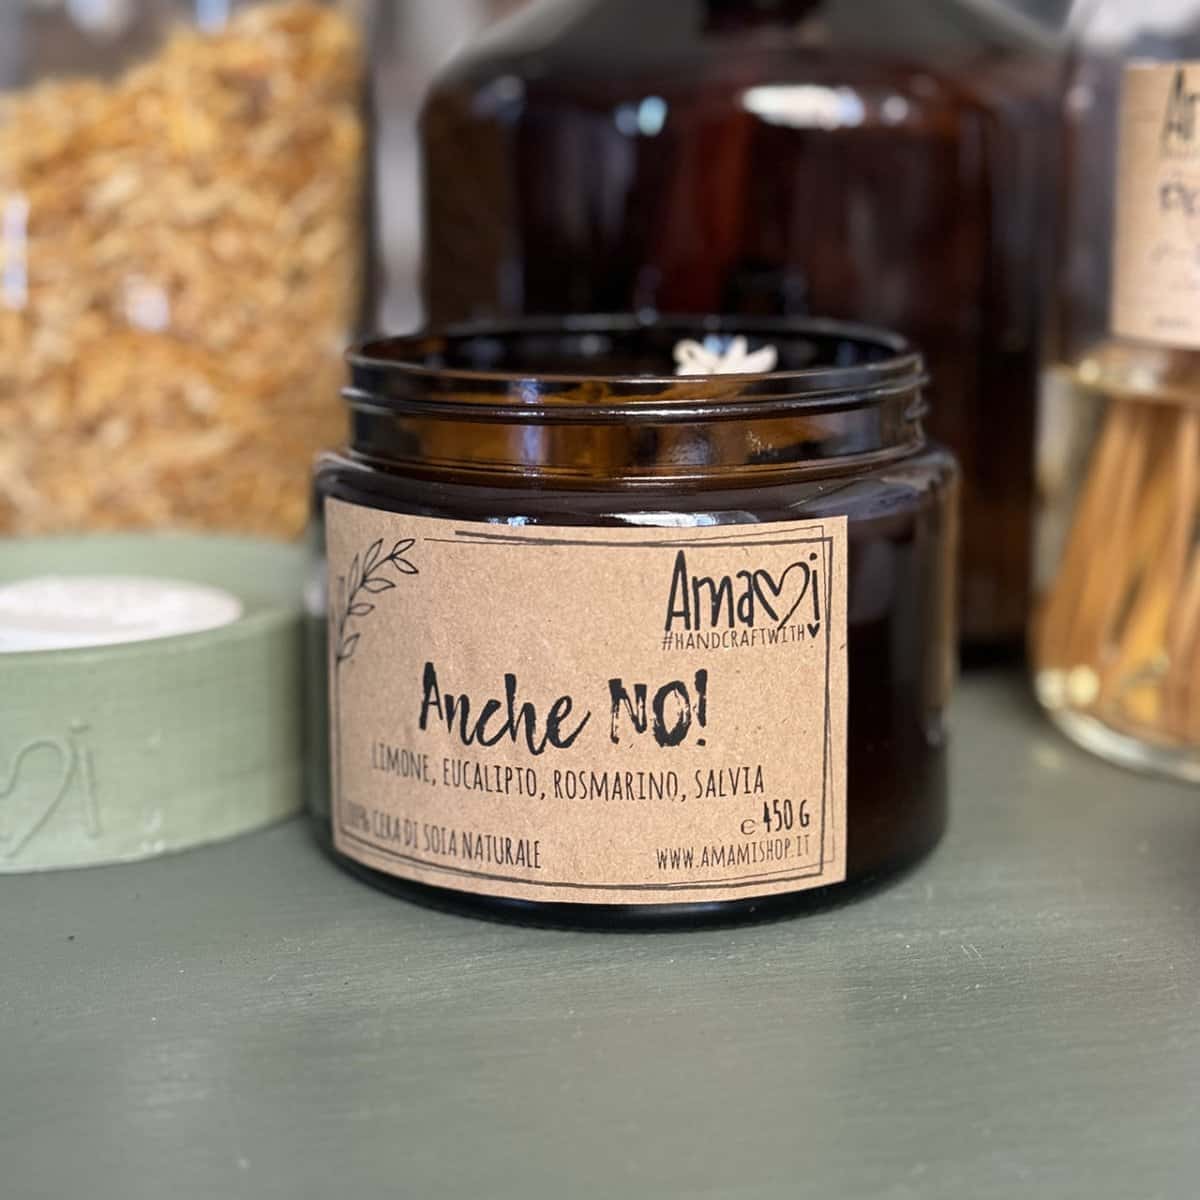 Amami
#HANDCRAFTWITH♥
Anche NO!
LIMONE, EUCALIPTO, ROSMARINO, SALVIA
100% CERA DI SOIA NATURALE
℮ 450 G
WWW.AMAMISHOP.IT